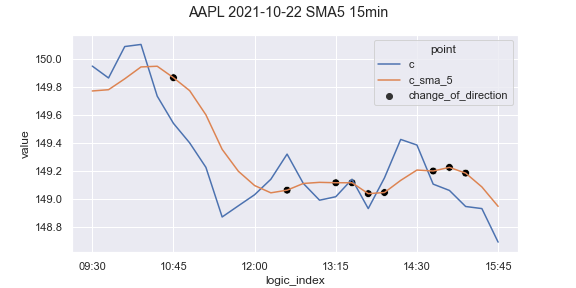 AAPL 2021-10-22 SMA5 15min
point
c
c_sma_5
change_of_direction
150.0
149.8
149.6
149.4
149.2
149.0
148.8
value
09:30 10:45 12:00 13:15 14:30 15:45
logic_index